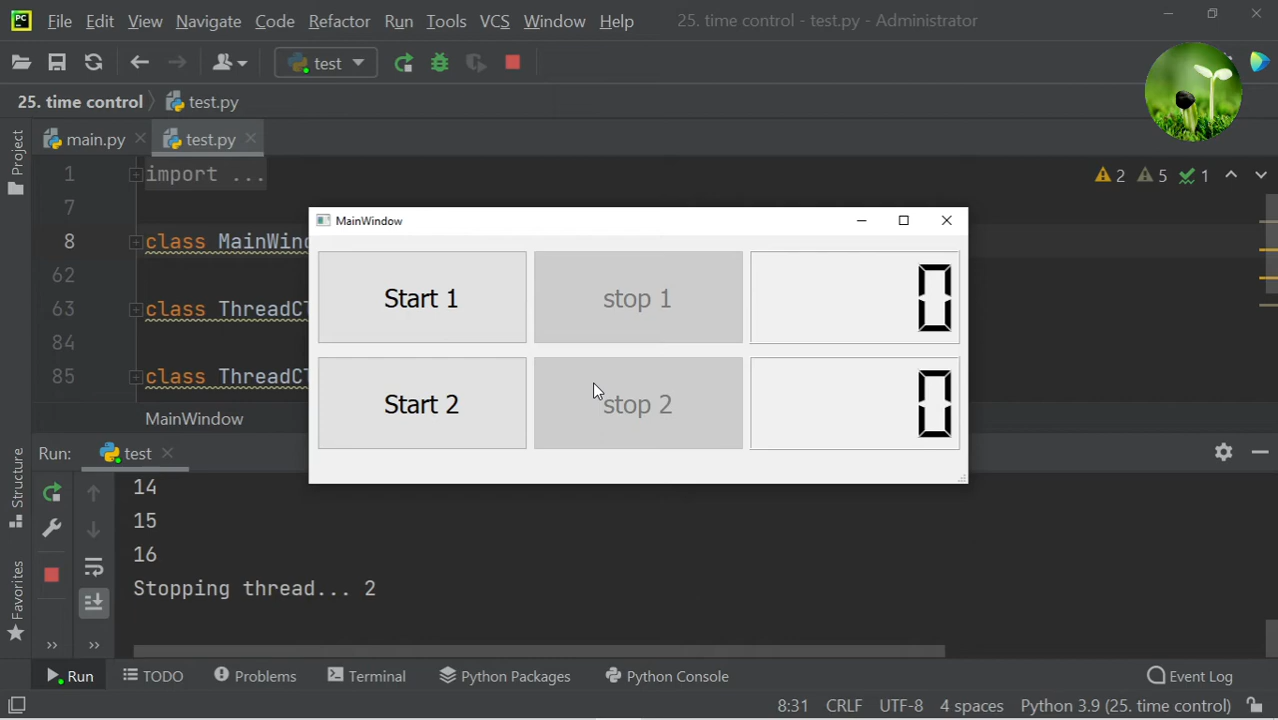 PC File Edit View Navigate Code Refactor Run Tools VCS Window Help 25. time control - test.py - Administrator
test
25. time control test.py
main.py test.py
1 import ... 2 5 1
7
8 class MainWind
62
63 class ThreadCl
84
85 class ThreadCl
MainWindow
Start 1 stop 1 0
Start 2 stop 2 0
MainWindow
Project
Structure
Favorites
Run: test
14
15
16
Stopping thread... 2
Run TODO Problems Terminal Python Packages Python Console Event Log
8:31 CRLF UTF-8 4 spaces Python 3.9 (25. time control)